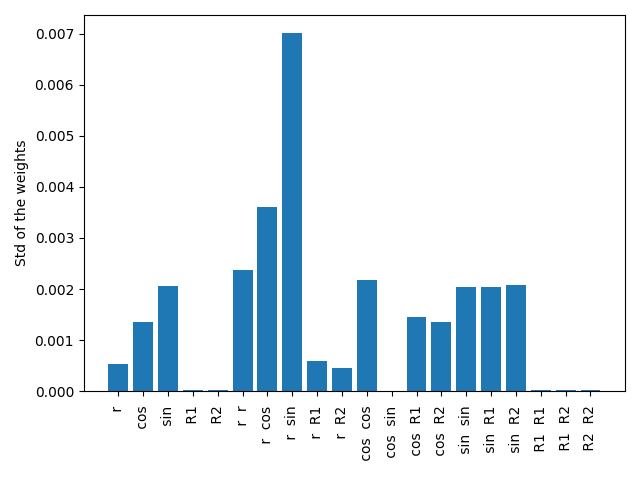 0.007
0.006
0.005
0.004
0.003
0.002
0.001
0.000
Std of the weights
r
cos
sin
R1
R2
r r
r cos
r sin
r R1
r R2
cos cos
cos sin
cos R1
cos R2
sin sin
sin R1
sin R2
R1 R1
R1 R2
R2 R2